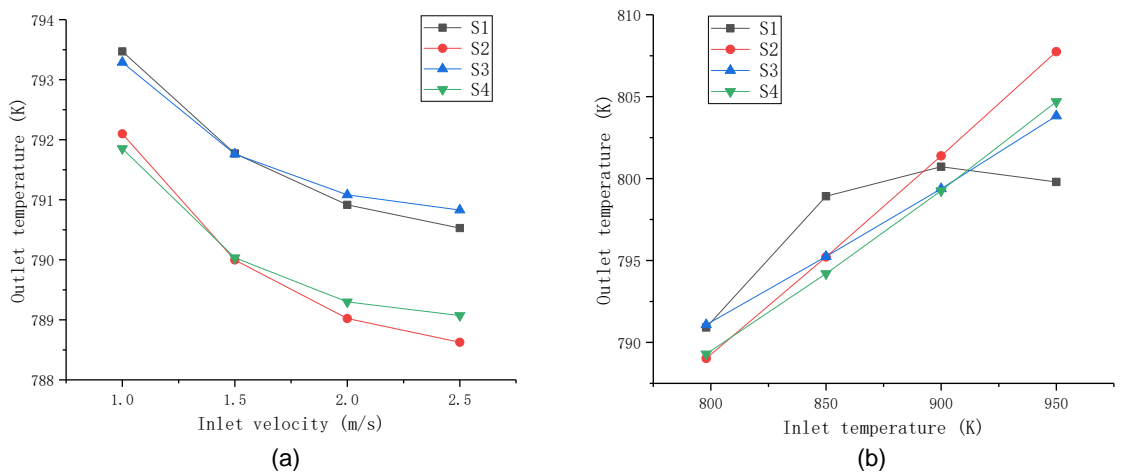 794
793
792
791
790
789
788
Outlet temperature (K)
S1
S2
S3
S4
1.0 1.5 2.0 2.5
Inlet velocity (m/s)
(a)
810
805
800
795
790
Outlet temperature (K)
S1
S2
S3
S4
800 850 900 950
Inlet temperature (K)
(b)